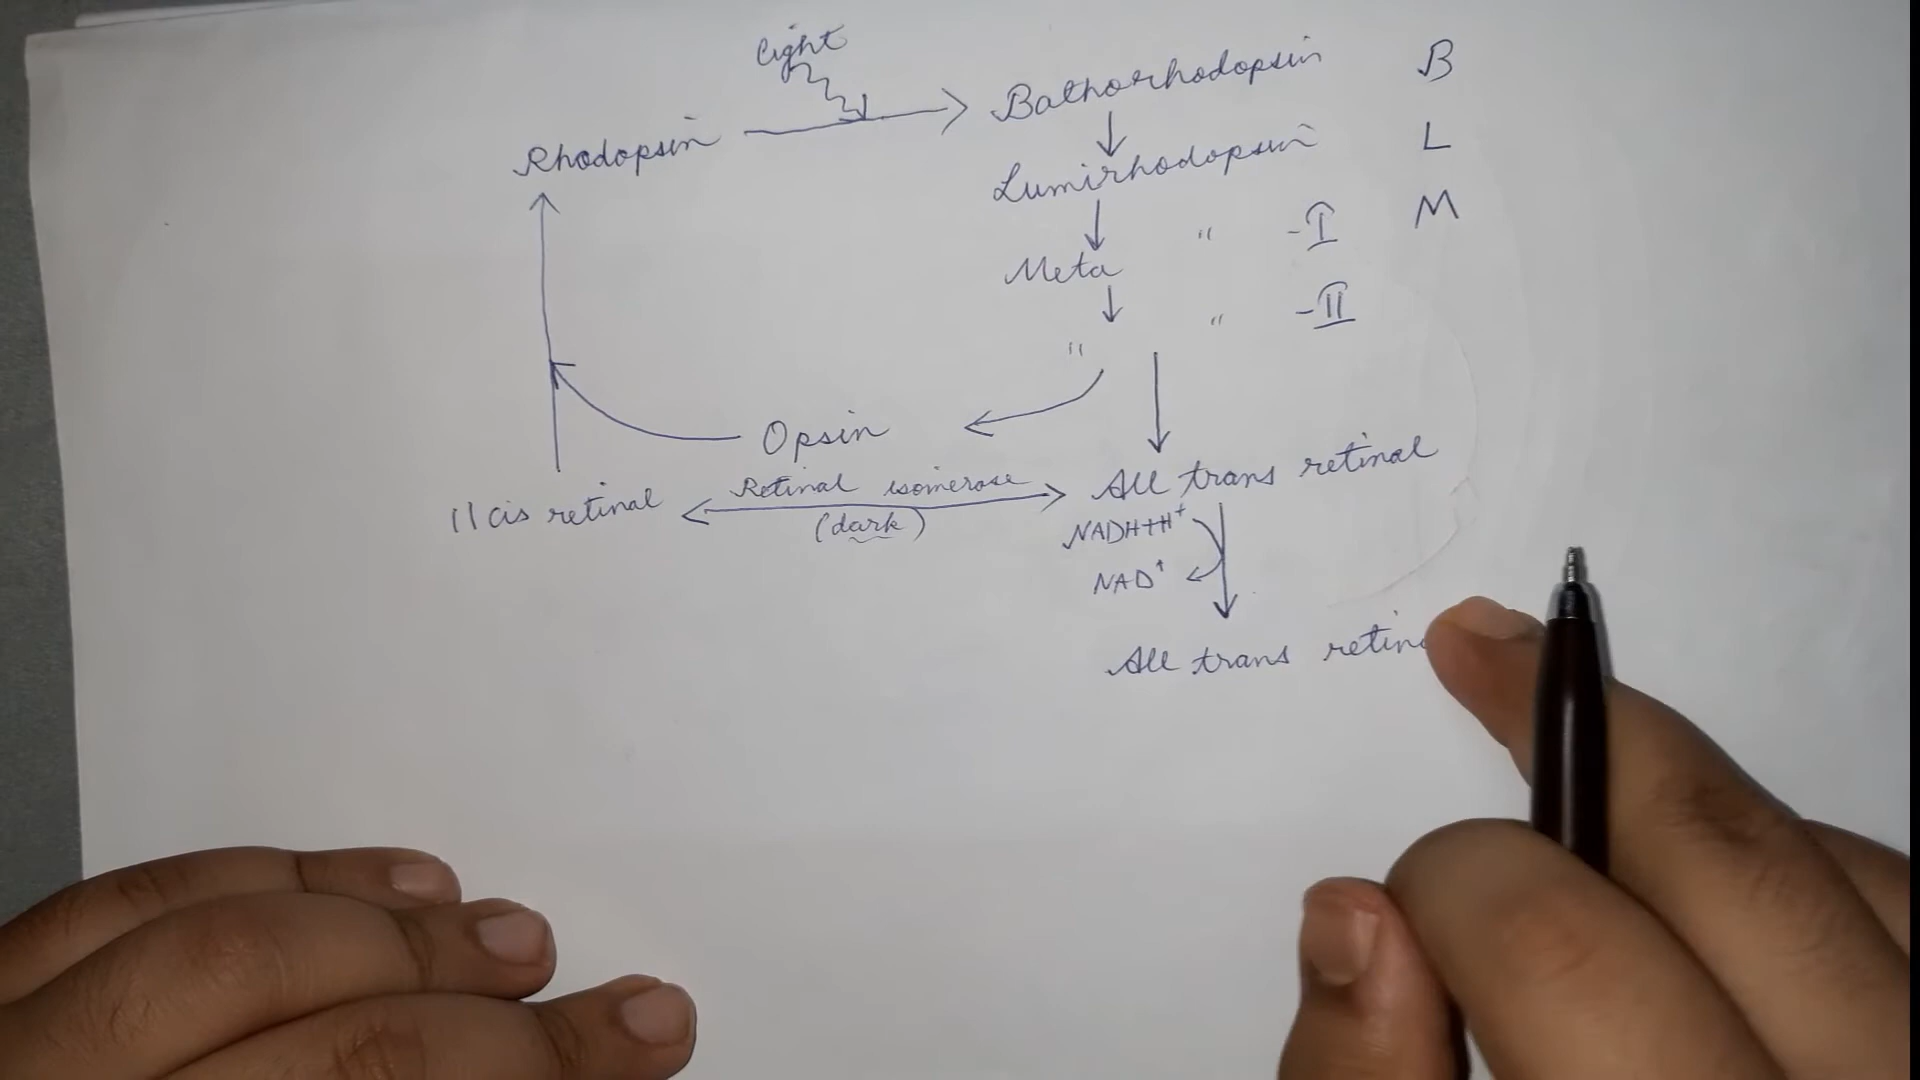 light
Rhodopsin
Bathorhodopsin B
Lumirhodopsin L
Meta " -I M
" " -II
Opsin
11 cis retinal
Retinal isomerase
(dark)
All trans retinal
NADH+H⁺
NAD⁺
All trans